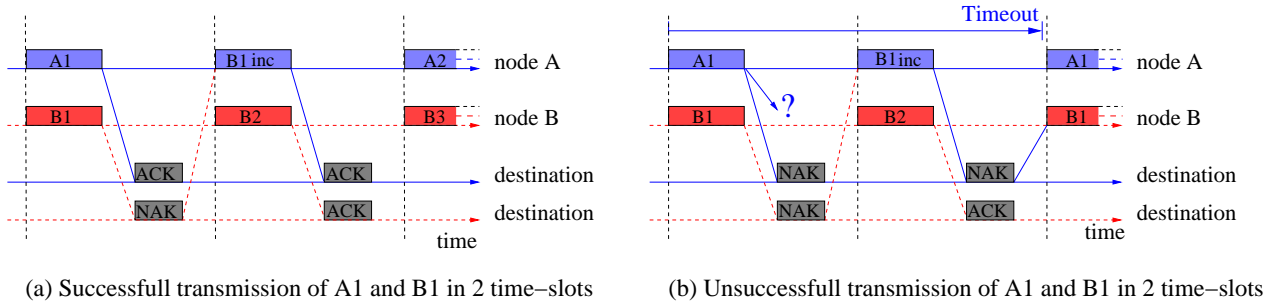 Timeout
A1 B1 inc A2 node A
A1 B1 inc A1 node A
?
B1 B2 B3 node B
B1 B2 B1 node B
ACK ACK destination
NAK NAK destination
NAK ACK destination
NAK ACK destination
time
time
(a) Successfull transmission of A1 and B1 in 2 time−slots
(b) Unsuccessfull transmission of A1 and B1 in 2 time−slots